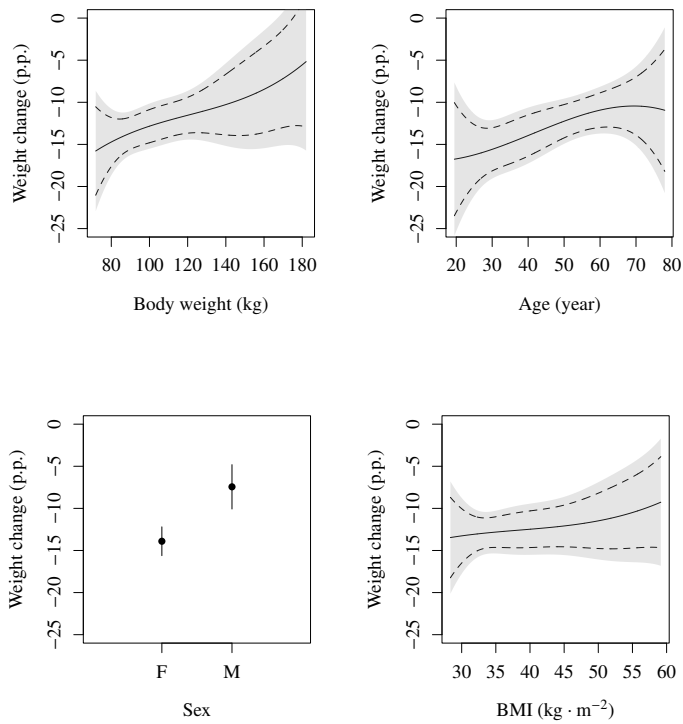 0
−5
−10
−15
−20
−25
Weight change (p.p.)
80 100 120 140 160 180
Body weight (kg)
0
−5
−10
−15
−20
−25
Weight change (p.p.)
20 30 40 50 60 70 80
Age (year)
0
−5
−10
−15
−20
−25
Weight change (p.p.)
F M
Sex
0
−5
−10
−15
−20
−25
Weight change (p.p.)
30 35 40 45 50 55 60
BMI (kg · m⁻²)